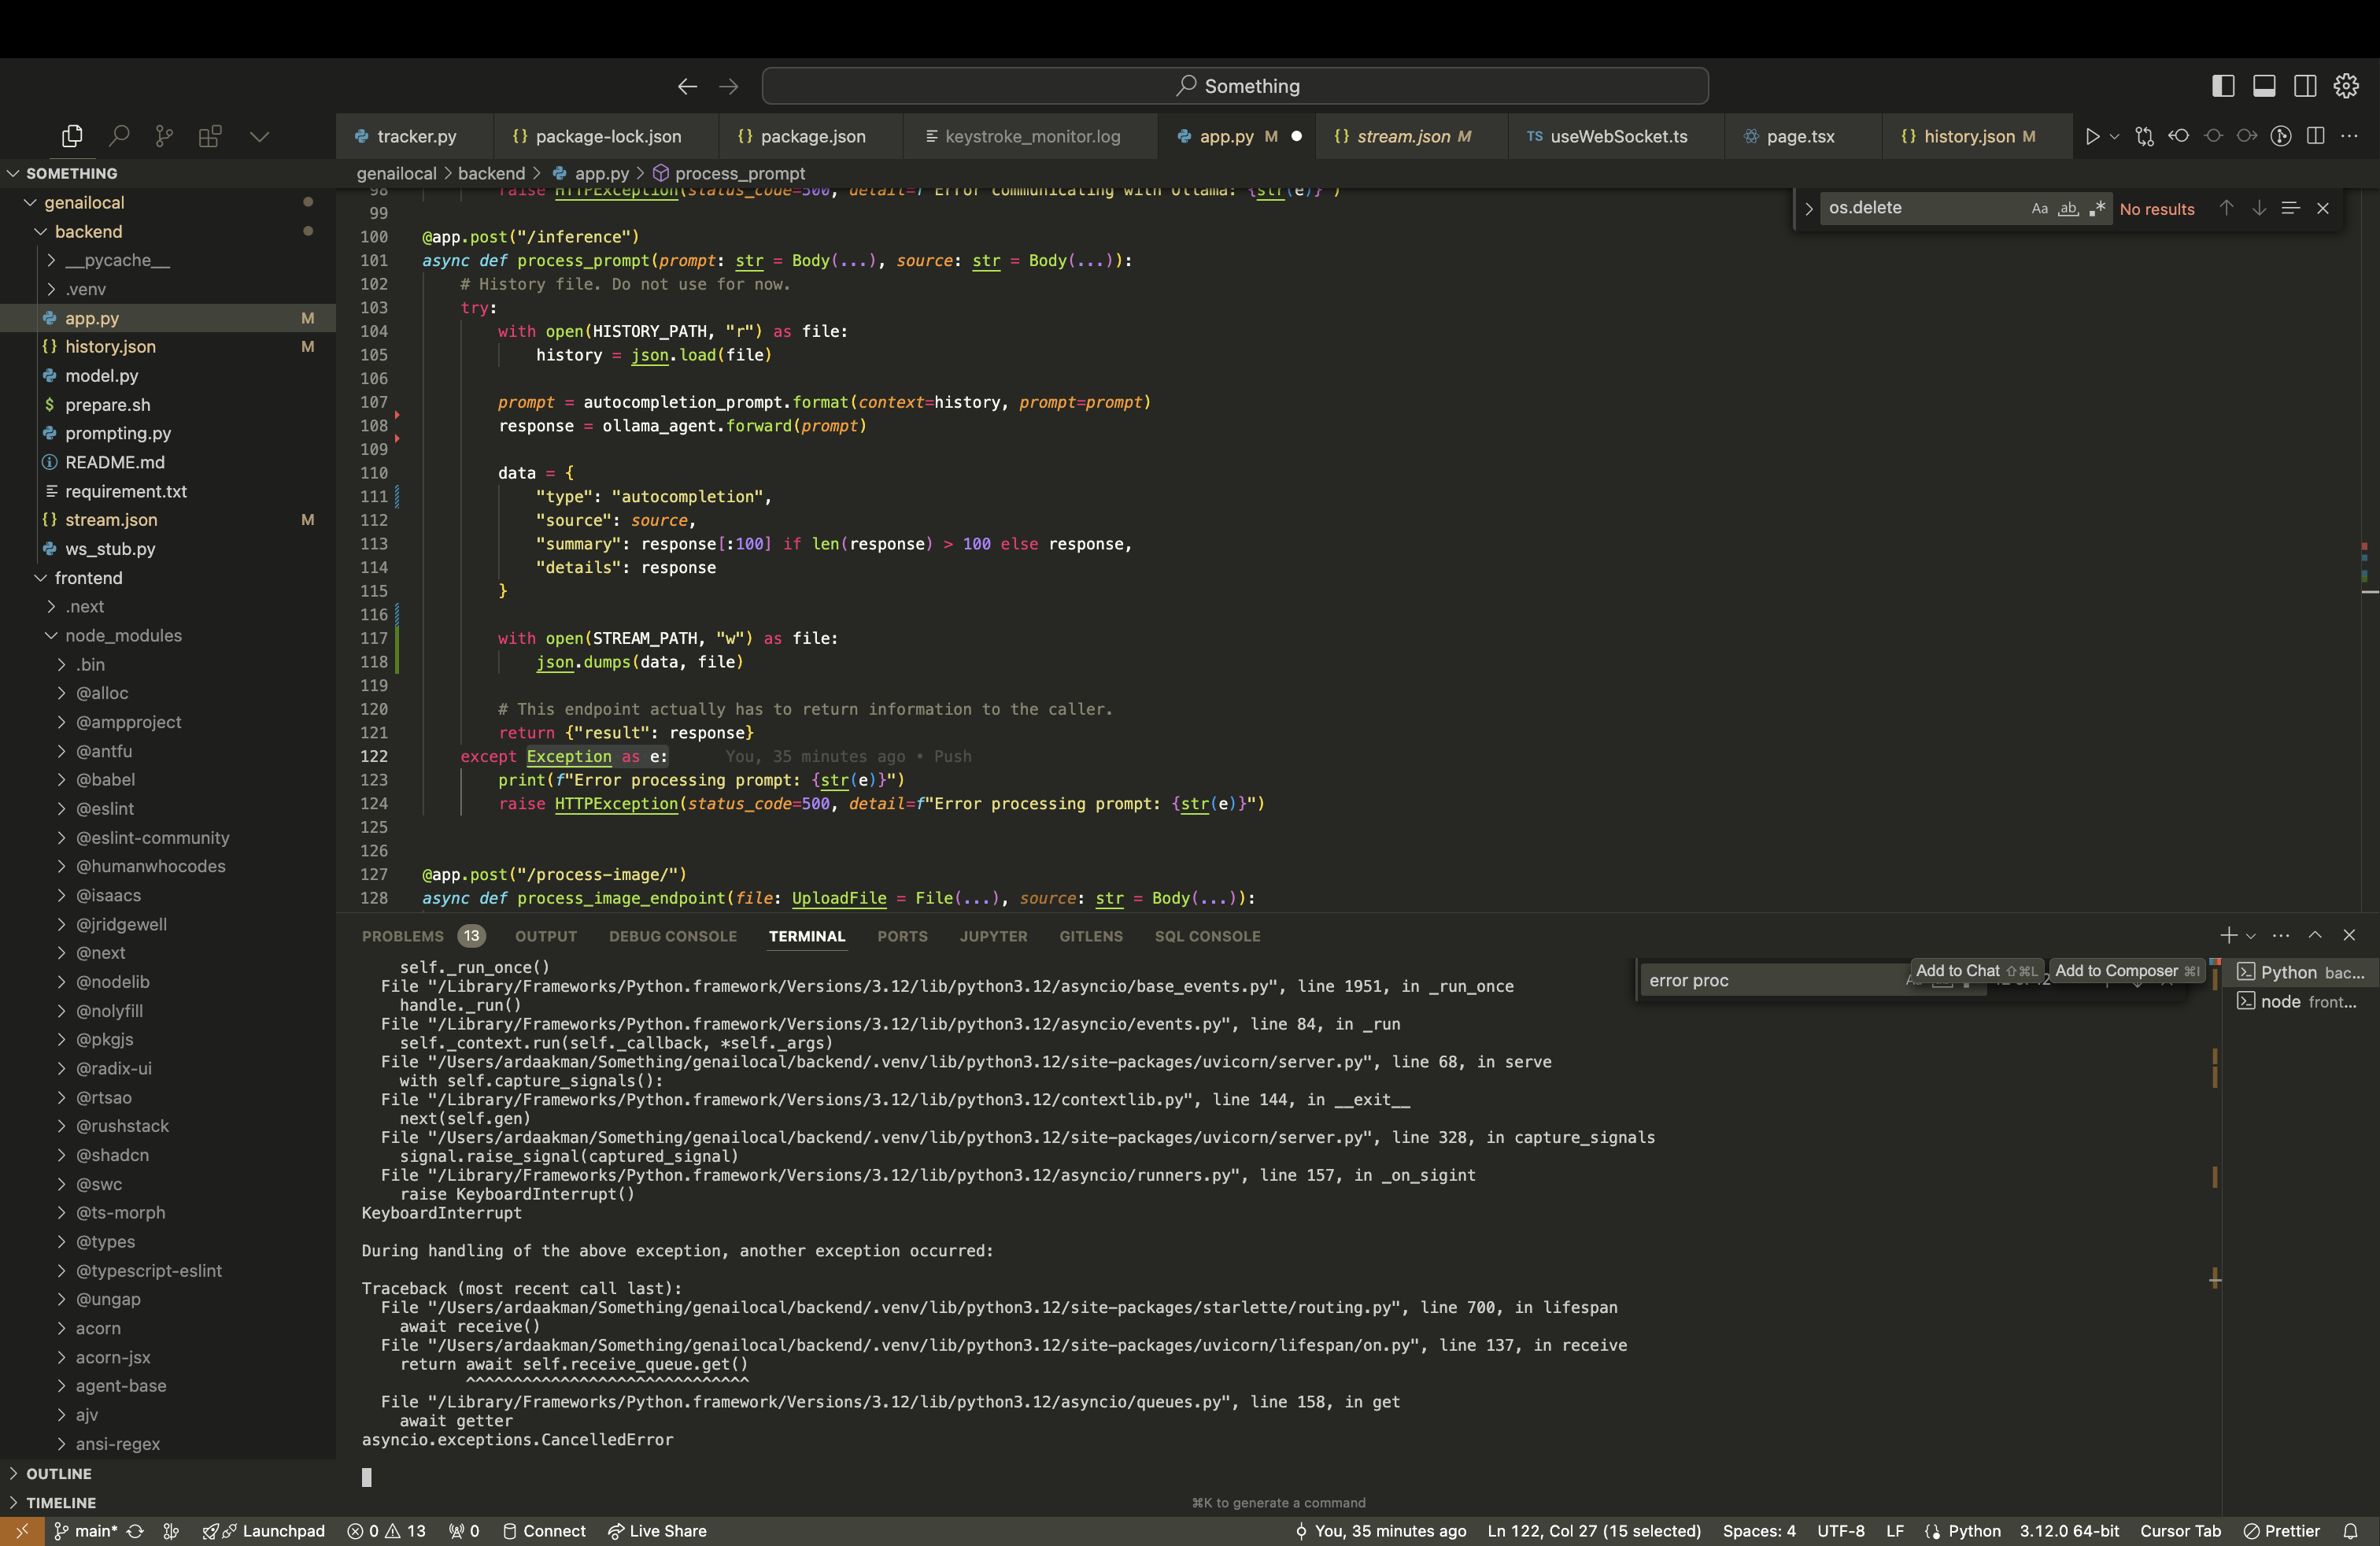 Something
tracker.py
package-lock.json
package.json
keystroke_monitor.log
app.py M
stream.json M
TS useWebSocket.ts
page.tsx
history.json M
SOMETHING
genailocal
backend
__pycache__
.venv
app.py M
history.json M
model.py
prepare.sh
prompting.py
README.md
requirement.txt
stream.json M
ws_stub.py
frontend
.next
node_modules
.bin
@alloc
@ampproject
@antfu
@babel
@eslint
@eslint-community
@humanwhocodes
@isaacs
@jridgewell
@next
@nodelib
@nolyfill
@pkgjs
@radix-ui
@rtsao
@rushstack
@shadcn
@swc
@ts-morph
@types
@typescript-eslint
@ungap
acorn
acorn-jsx
agent-base
ajv
ansi-regex
OUTLINE
TIMELINE
genailocal > backend > app.py > process_prompt
os.delete Aa ab .* No results
98 raise HTTPException(status_code=500, detail=f"Error communicating with Ollama: {str(e)}")
99
100 @app.post("/inference")
101 async def process_prompt(prompt: str = Body(...), source: str = Body(...)):
102 # History file. Do not use for now.
103 try:
104 with open(HISTORY_PATH, "r") as file:
105 history = json.load(file)
106
107 prompt = autocompletion_prompt.format(context=history, prompt=prompt)
108 response = ollama_agent.forward(prompt)
109
110 data = {
111 "type": "autocompletion",
112 "source": source,
113 "summary": response[:100] if len(response) > 100 else response,
114 "details": response
115 }
116
117 with open(STREAM_PATH, "w") as file:
118 json.dumps(data, file)
119
120 # This endpoint actually has to return information to the caller.
121 return {"result": response}
122 except Exception as e: You, 35 minutes ago • Push
123 print(f"Error processing prompt: {str(e)}")
124 raise HTTPException(status_code=500, detail=f"Error processing prompt: {str(e)}")
125
126
127 @app.post("/process-image/")
128 async def process_image_endpoint(file: UploadFile = File(...), source: str = Body(...)):
PROBLEMS 13 OUTPUT DEBUG CONSOLE TERMINAL PORTS JUPYTER GITLENS SQL CONSOLE
error proc
Add to Chat ⇧⌘L Add to Composer ⌘I
Python bac...
node front...
self._run_once()
File "/Library/Frameworks/Python.framework/Versions/3.12/lib/python3.12/asyncio/base_events.py", line 1951, in _run_once
handle._run()
File "/Library/Frameworks/Python.framework/Versions/3.12/lib/python3.12/asyncio/events.py", line 84, in _run
self._context.run(self._callback, *self._args)
File "/Users/ardaakman/Something/genailocal/backend/.venv/lib/python3.12/site-packages/uvicorn/server.py", line 68, in serve
with self.capture_signals():
File "/Library/Frameworks/Python.framework/Versions/3.12/lib/python3.12/contextlib.py", line 144, in __exit__
next(self.gen)
File "/Users/ardaakman/Something/genailocal/backend/.venv/lib/python3.12/site-packages/uvicorn/server.py", line 328, in capture_signals
signal.raise_signal(captured_signal)
File "/Library/Frameworks/Python.framework/Versions/3.12/lib/python3.12/asyncio/runners.py", line 157, in _on_sigint
raise KeyboardInterrupt()
KeyboardInterrupt
During handling of the above exception, another exception occurred:
Traceback (most recent call last):
File "/Users/ardaakman/Something/genailocal/backend/.venv/lib/python3.12/site-packages/starlette/routing.py", line 700, in lifespan
await receive()
File "/Users/ardaakman/Something/genailocal/backend/.venv/lib/python3.12/site-packages/uvicorn/lifespan/on.py", line 137, in receive
return await self.receive_queue.get()
^^^^^^^^^^^^^^^^^^^^^^^^^^^^^^
File "/Library/Frameworks/Python.framework/Versions/3.12/lib/python3.12/asyncio/queues.py", line 158, in get
await getter
asyncio.exceptions.CancelledError
⌘K to generate a command
main* Launchpad 0 13 0 Connect Live Share You, 35 minutes ago Ln 122, Col 27 (15 selected) Spaces: 4 UTF-8 LF Python 3.12.0 64-bit Cursor Tab Prettier